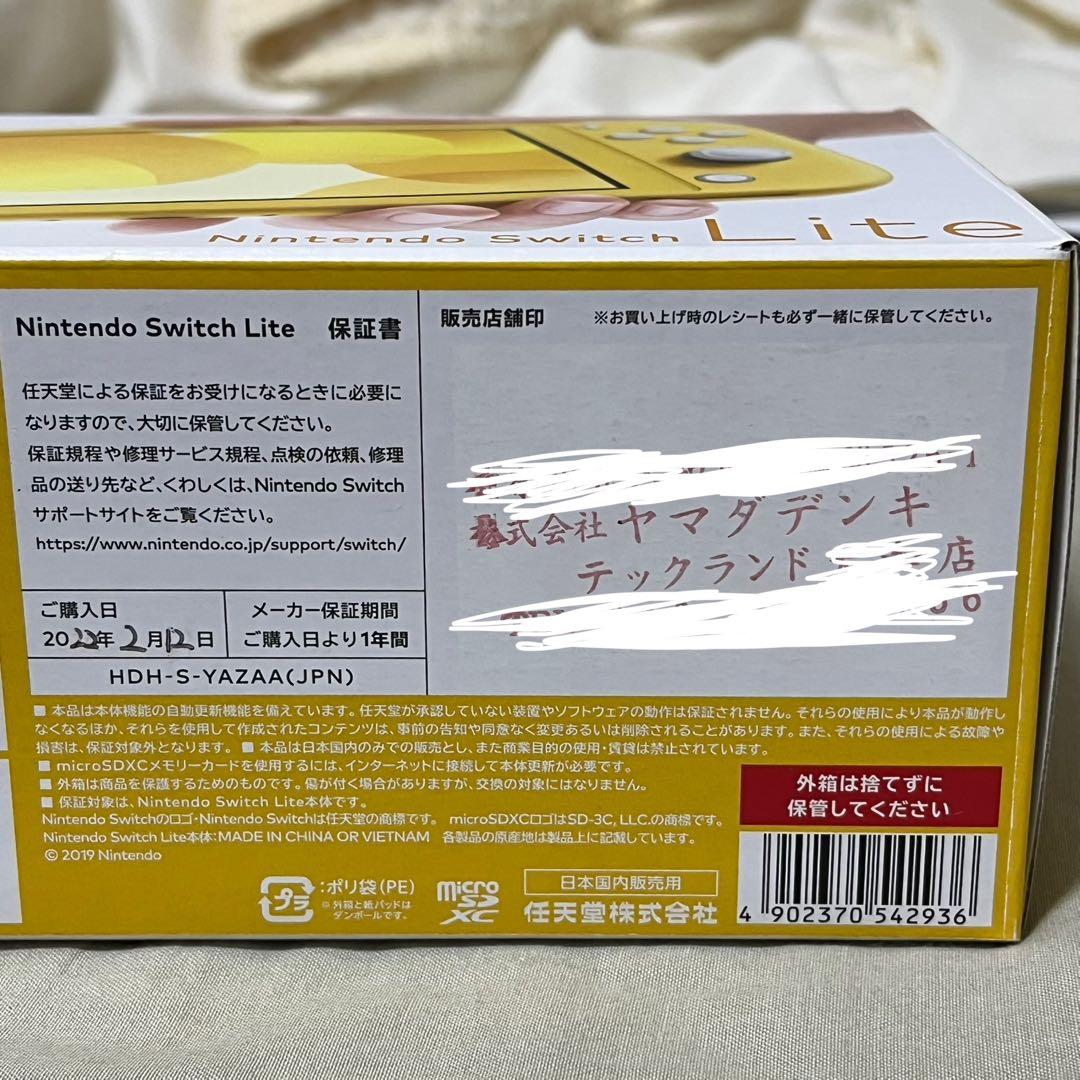 Nintendo Switch Lite
Nintendo Switch Lite 保証書
任天堂による保証をお受けになるときに必要に
なりますので、大切に保管してください。
保証規程や修理サービス規程、点検の依頼、修理
品の送り先など、くわしくは、Nintendo Switch
サポートサイトをご覧ください。
https://www.nintendo.co.jp/support/switch/
ご購入日
2022年2月12日
メーカー保証期間
ご購入日より1年間
HDH-S-YAZAA(JPN)
販売店舗印 ※お買い上げ時のレシートも必ず一緒に保管してください。
株式会社ヤマダデンキ
テックランド 店
■ 本品は本体機能の自動更新機能を備えています。任天堂が承認していない装置やソフトウェアの動作は保証されません。それらの使用により本品が動作し
なくなるほか、それらを使用して作成されたコンテンツは、事前の告知や同意なく変更あるいは削除されることがあります。また、それらの使用による故障や
損害は、保証対象外となります。 ■ 本品は日本国内のみでの販売とし、また商業目的の使用・賃貸は禁止されています。
■ microSDXCメモリーカードを使用するには、インターネットに接続して本体更新が必要です。
■ 外箱は商品を保護するためのものです。傷が付く場合がありますが、交換の対象にはなりません。
■ 保証対象は、Nintendo Switch Lite本体です。
Nintendo Switchのロゴ・Nintendo Switchは任天堂の商標です。 microSDXCロゴはSD-3C, LLC.の商標です。
Nintendo Switch Lite本体:MADE IN CHINA OR VIETNAM 各製品の原産地は製品上に記載しています。
© 2019 Nintendo
外箱は捨てずに
保管してください
プラ
:ポリ袋(PE)
※外箱と紙パッドは
ダンボールです。
micro
SD
XC
日本国内販売用
任天堂株式会社
4 902370 542936